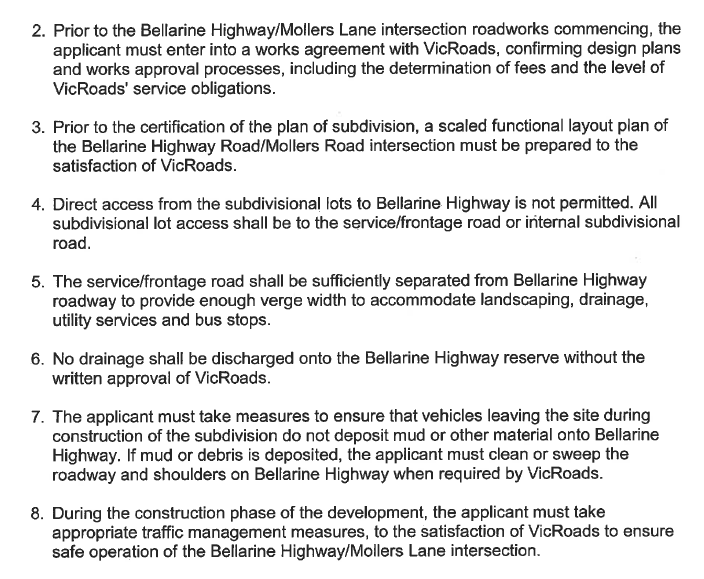 2. Prior to the Bellarine Highway/Mollers Lane intersection roadworks commencing, the
applicant must enter into a works agreement with VicRoads, confirming design plans
and works approval processes, including the determination of fees and the level of
VicRoads' service obligations.
3. Prior to the certification of the plan of subdivision, a scaled functional layout plan of
the Bellarine Highway Road/Mollers Road intersection must be prepared to the
satisfaction of VicRoads.
4. Direct access from the subdivisional lots to Bellarine Highway is not permitted. All
subdivisional lot access shall be to the service/frontage road or internal subdivisional
road.
5. The service/frontage road shall be sufficiently separated from Bellarine Highway
roadway to provide enough verge width to accommodate landscaping, drainage,
utility services and bus stops.
6. No drainage shall be discharged onto the Bellarine Highway reserve without the
written approval of VicRoads.
7. The applicant must take measures to ensure that vehicles leaving the site during
construction of the subdivision do not deposit mud or other material onto Bellarine
Highway. If mud or debris is deposited, the applicant must clean or sweep the
roadway and shoulders on Bellarine Highway when required by VicRoads.
8. During the construction phase of the development, the applicant must take
appropriate traffic management measures, to the satisfaction of VicRoads to ensure
safe operation of the Bellarine Highway/Mollers Lane intersection.